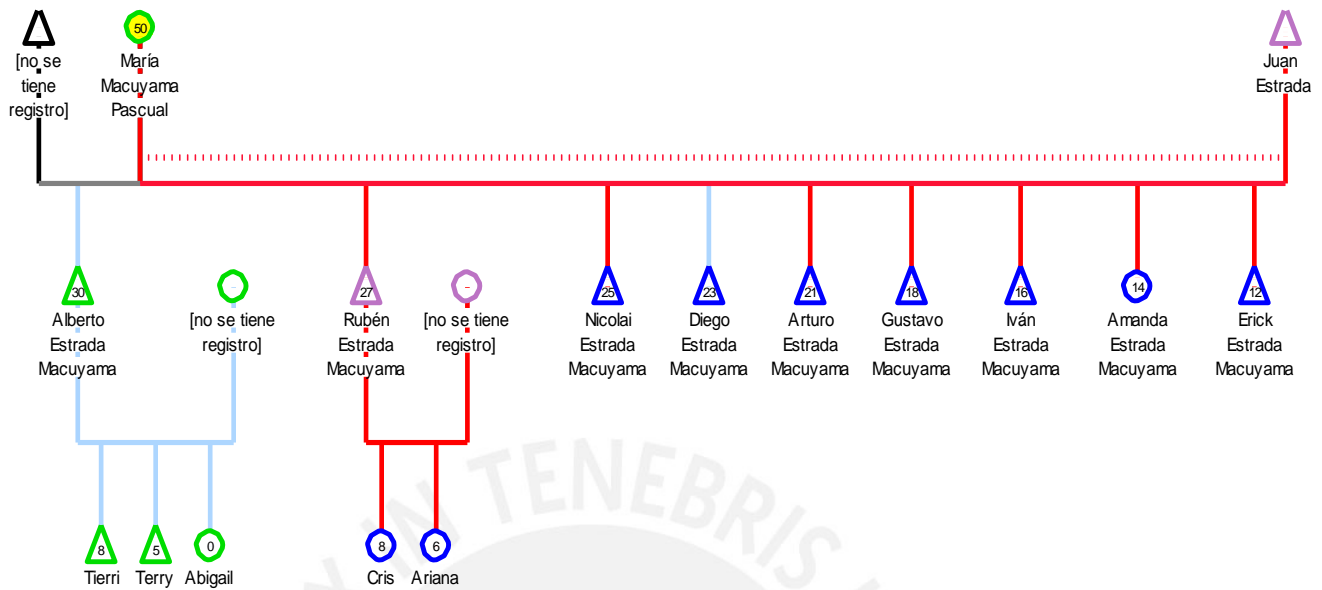 50
[no se
tiene
registro]
María
Macuyama
Pascual
Juan
Estrada
30
Alberto
Estrada
Macuyama
-
[no se tiene
registro]
27
Rubén
Estrada
Macuyama
-
[no se tiene
registro]
25
Nicolai
Estrada
Macuyama
23
Diego
Estrada
Macuyama
21
Arturo
Estrada
Macuyama
18
Gustavo
Estrada
Macuyama
16
Iván
Estrada
Macuyama
14
Amanda
Estrada
Macuyama
12
Erick
Estrada
Macuyama
8
Tierri
5
Terry
0
Abigail
8
Cris
6
Ariana
IN TENEBRIS